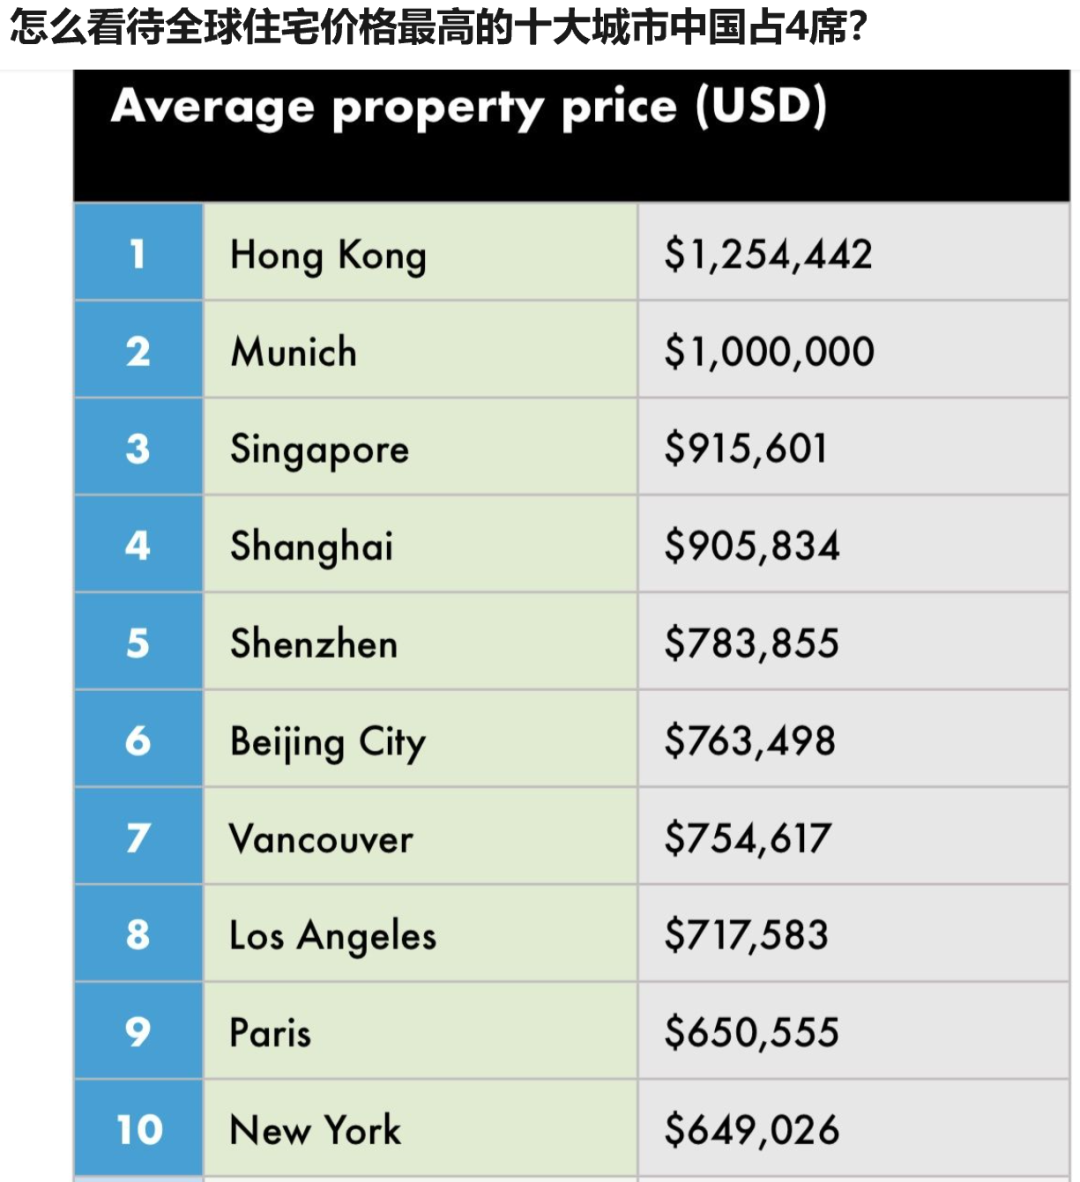 怎么看待全球住宅价格最高的十大城市中国占4席?
Average property price (USD)
1 Hong Kong $1,254,442
2 Munich $1,000,000
3 Singapore $915,601
4 Shanghai $905,834
5 Shenzhen $783,855
6 Beijing City $763,498
7 Vancouver $754,617
8 Los Angeles $717,583
9 Paris $650,555
10 New York $649,026